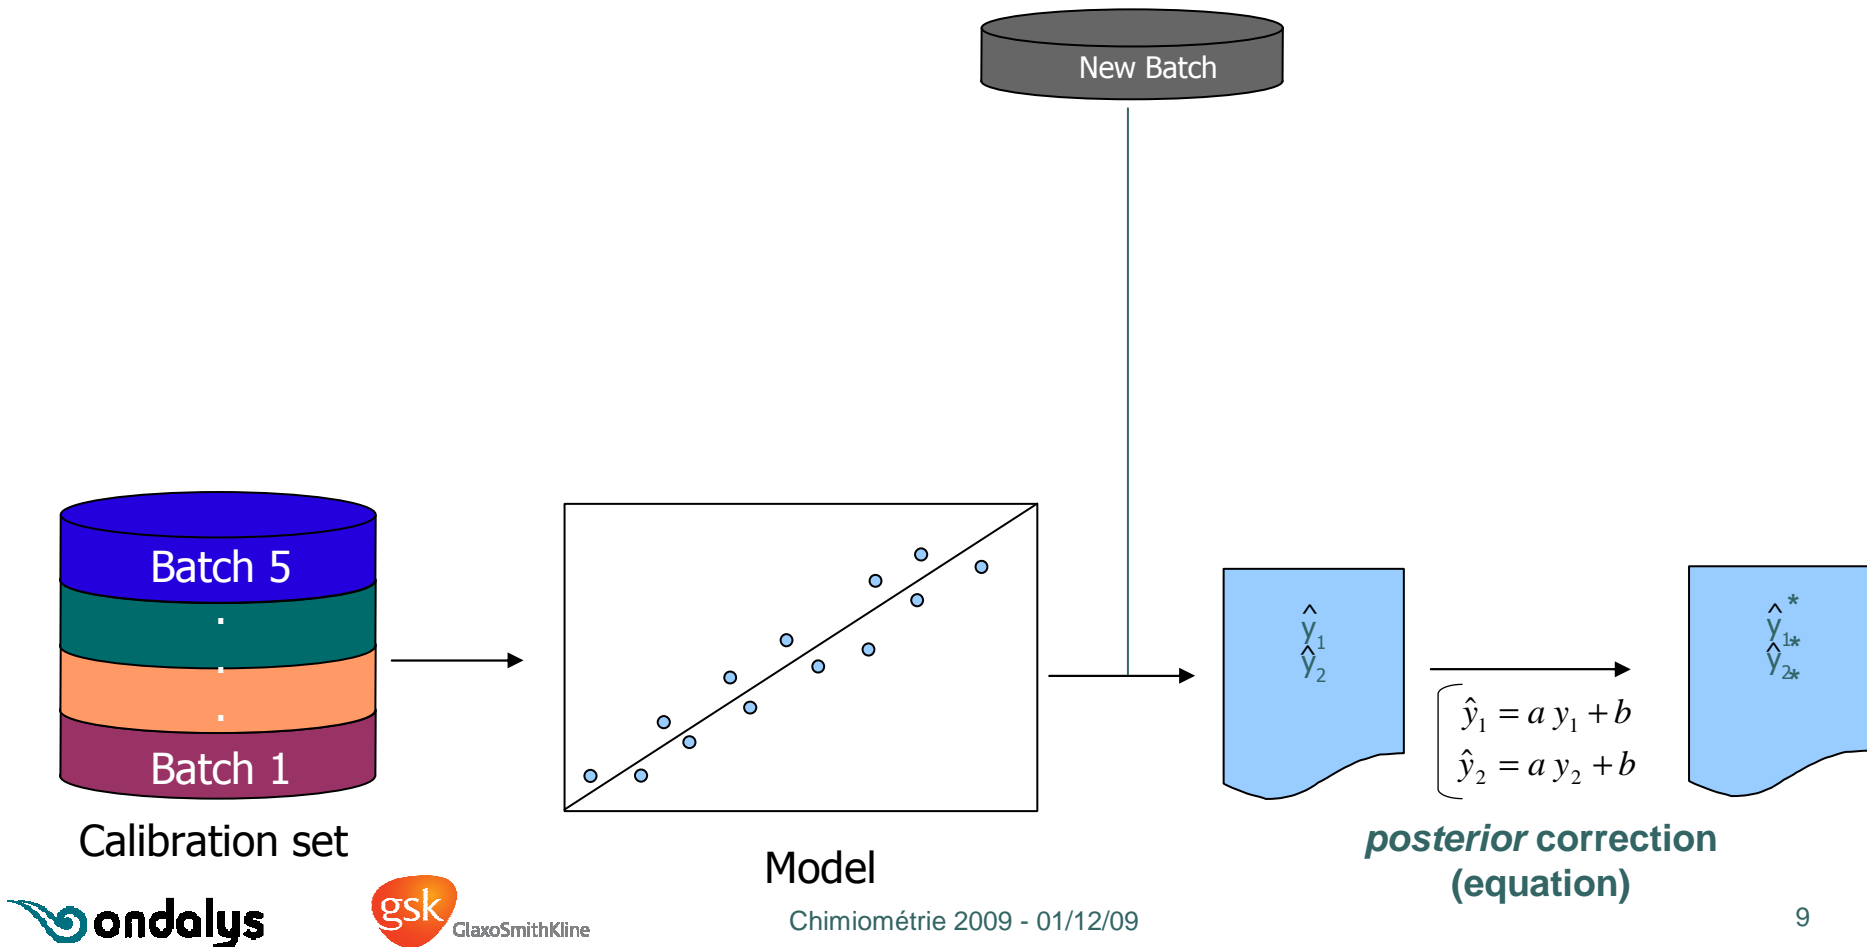 New Batch
Batch 5
.
.
.
Batch 1
Calibration set
Model
ŷ₁
ŷ₂
ŷ₁*
ŷ₂*
*
ŷ₁ = a y₁ + b
ŷ₂ = a y₂ + b
posterior correction
(equation)
ondalys
gsk
GlaxoSmithKline
Chimiométrie 2009 - 01/12/09
9